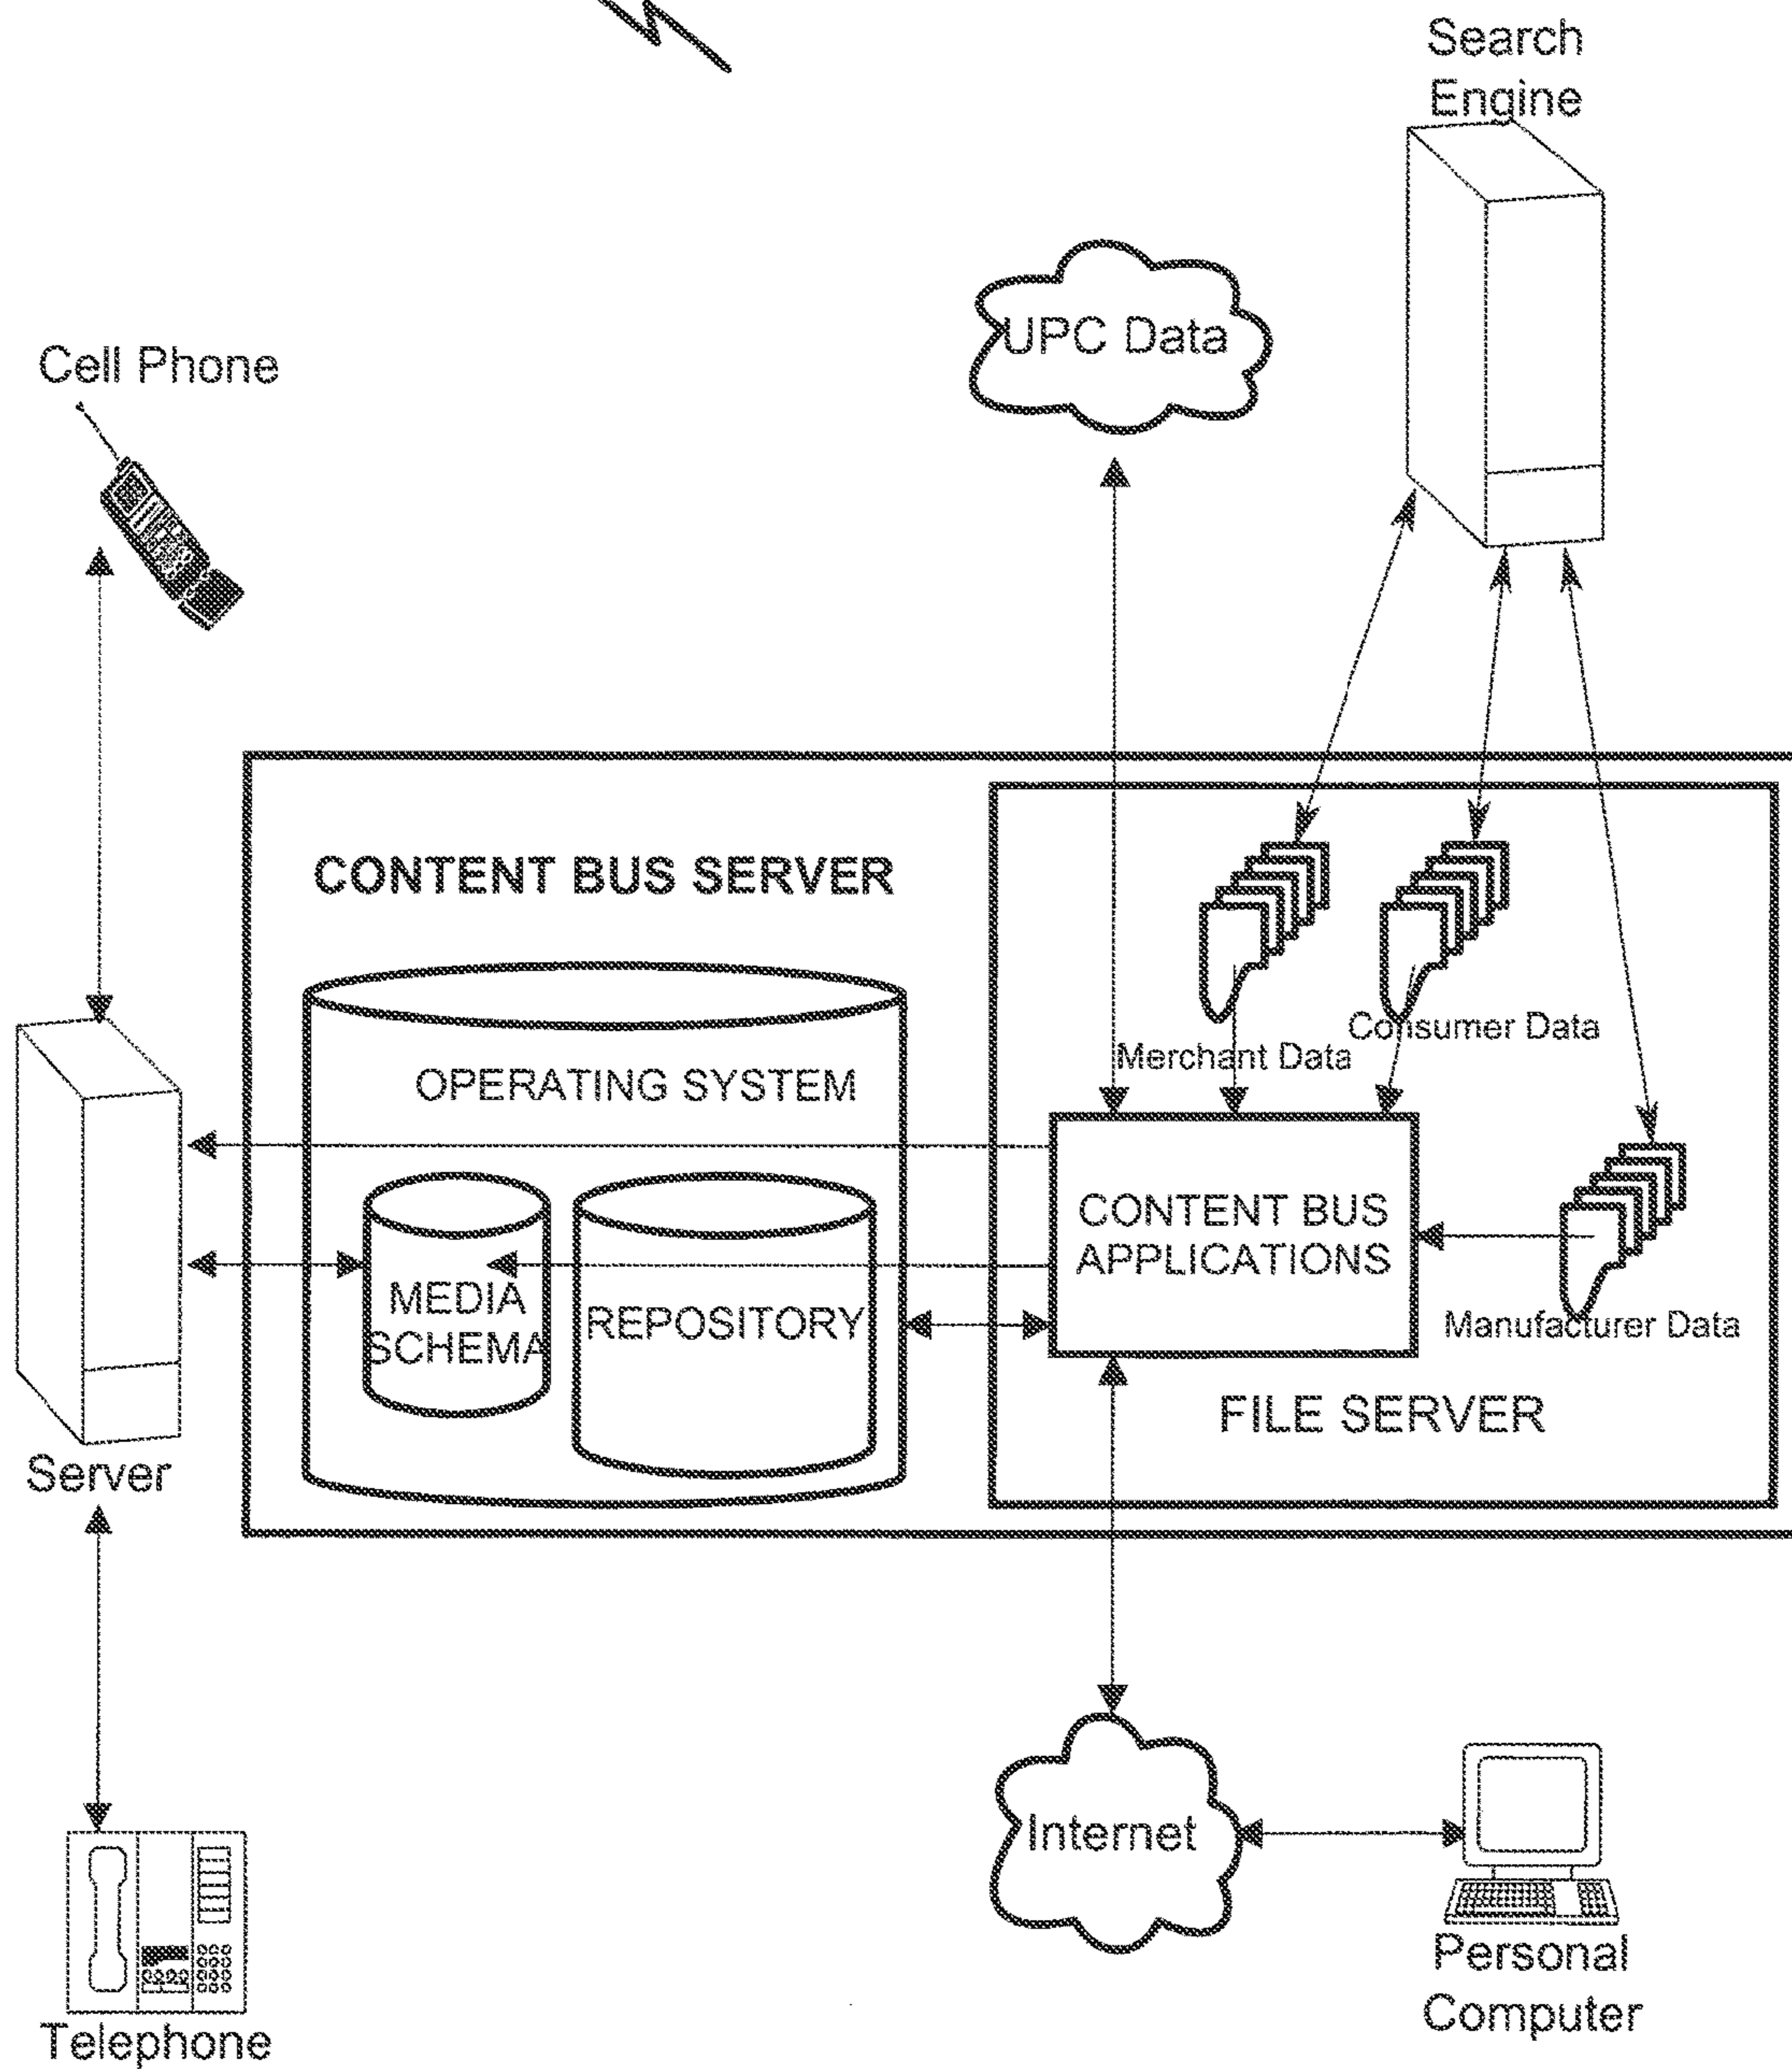 Search
Engine
UPC Data
Cell Phone
CONTENT BUS SERVER
Consumer Data
Merchant Data
OPERATING SYSTEM
CONTENT BUS
APPLICATIONS
MEDIA
SCHEMA
REPOSITORY
Manufacturer Data
FILE SERVER
Server
Internet
Personal
Computer
Telephone